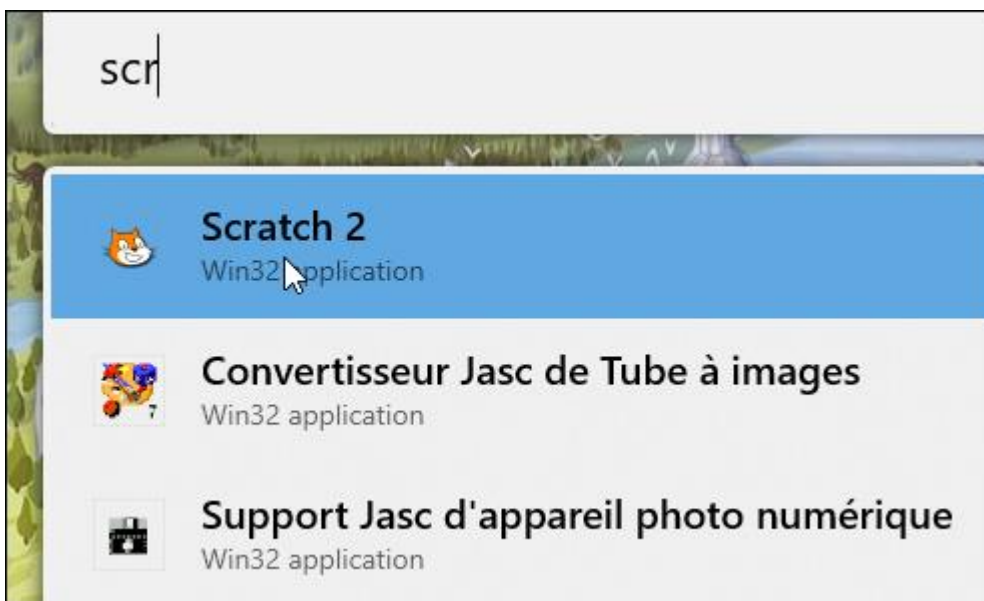 scr
Scratch 2
Win32 application
Convertisseur Jasc de Tube à images
7
Win32 application
Support Jasc d'appareil photo numérique
Win32 application